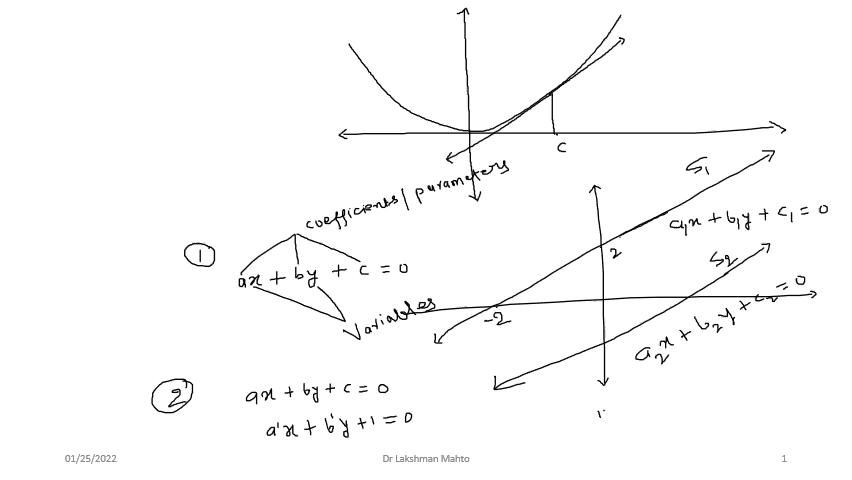 c
coefficients/parameters
① ax + by + c = 0
Variables
S₁
a₁x + b₁y + c₁ = 0
2
S₂
-2
a₂x + b₂y + c₂ = 0
② ax + by + c = 0
a'x + b'y + 1 = 0
01/25/2022 Dr Lakshman Mahto 1